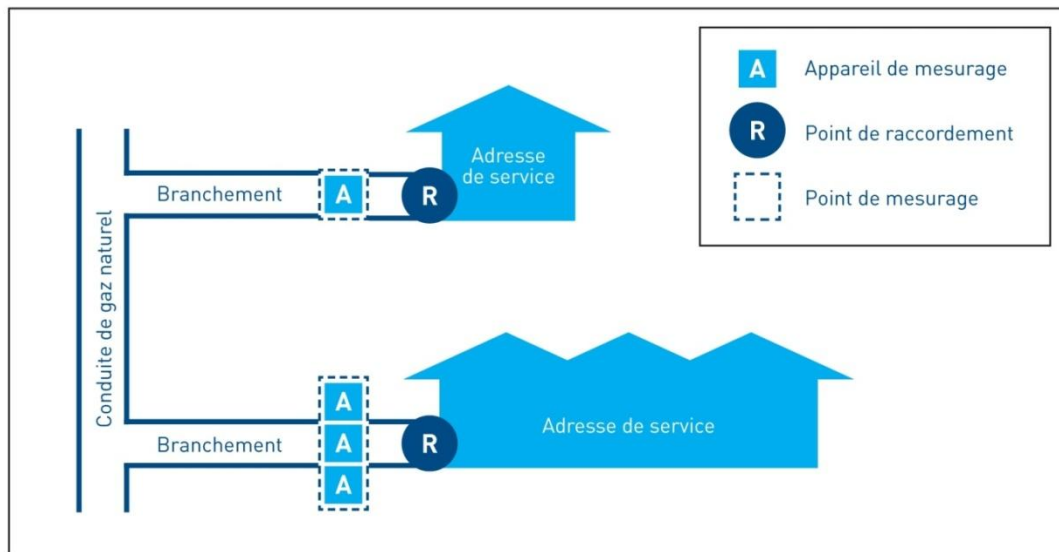 A
Appareil de mesurage
R
Point de raccordement
Point de mesurage
Adresse
de service
Branchement
A
R
Conduite de gaz naturel
A
A
A
Branchement
R
Adresse de service